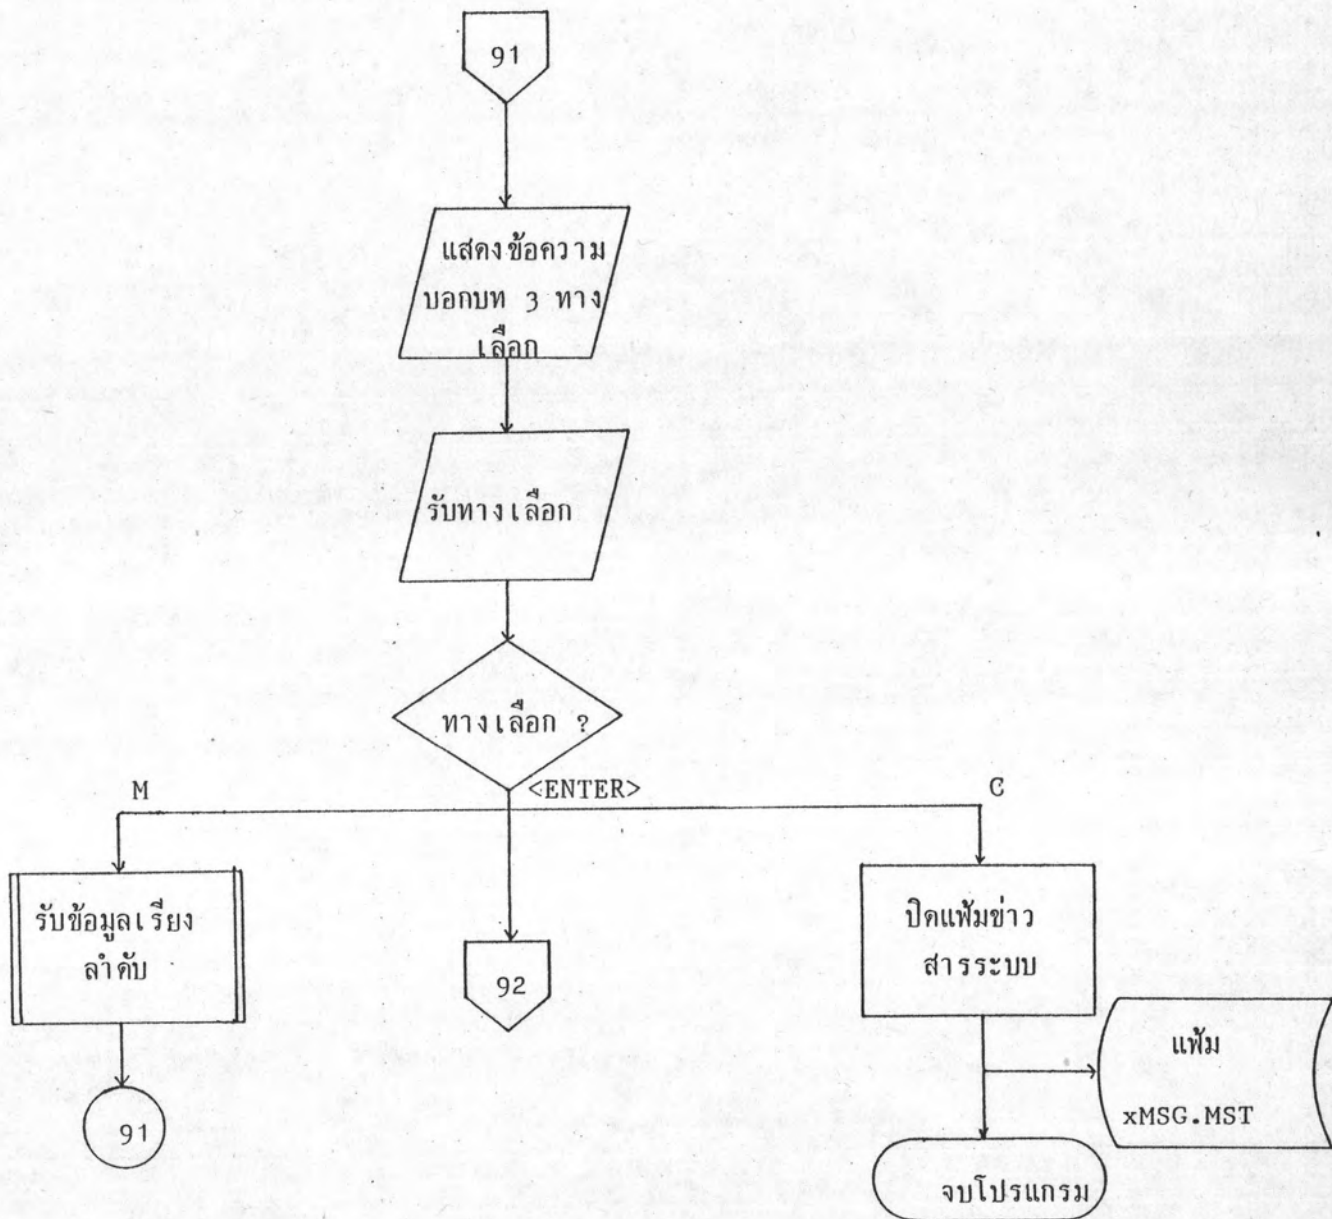 91
แสดงข้อความ
บอกบท 3 ทาง
เลือก
รับทางเลือก
ทางเลือก ?
M
<ENTER>
C
รับข้อมูลเรียง
ลำดับ
92
ปิดแฟ้มข่าว
สารระบบ
แฟ้ม
xMSG.MST
91
จบโปรแกรม